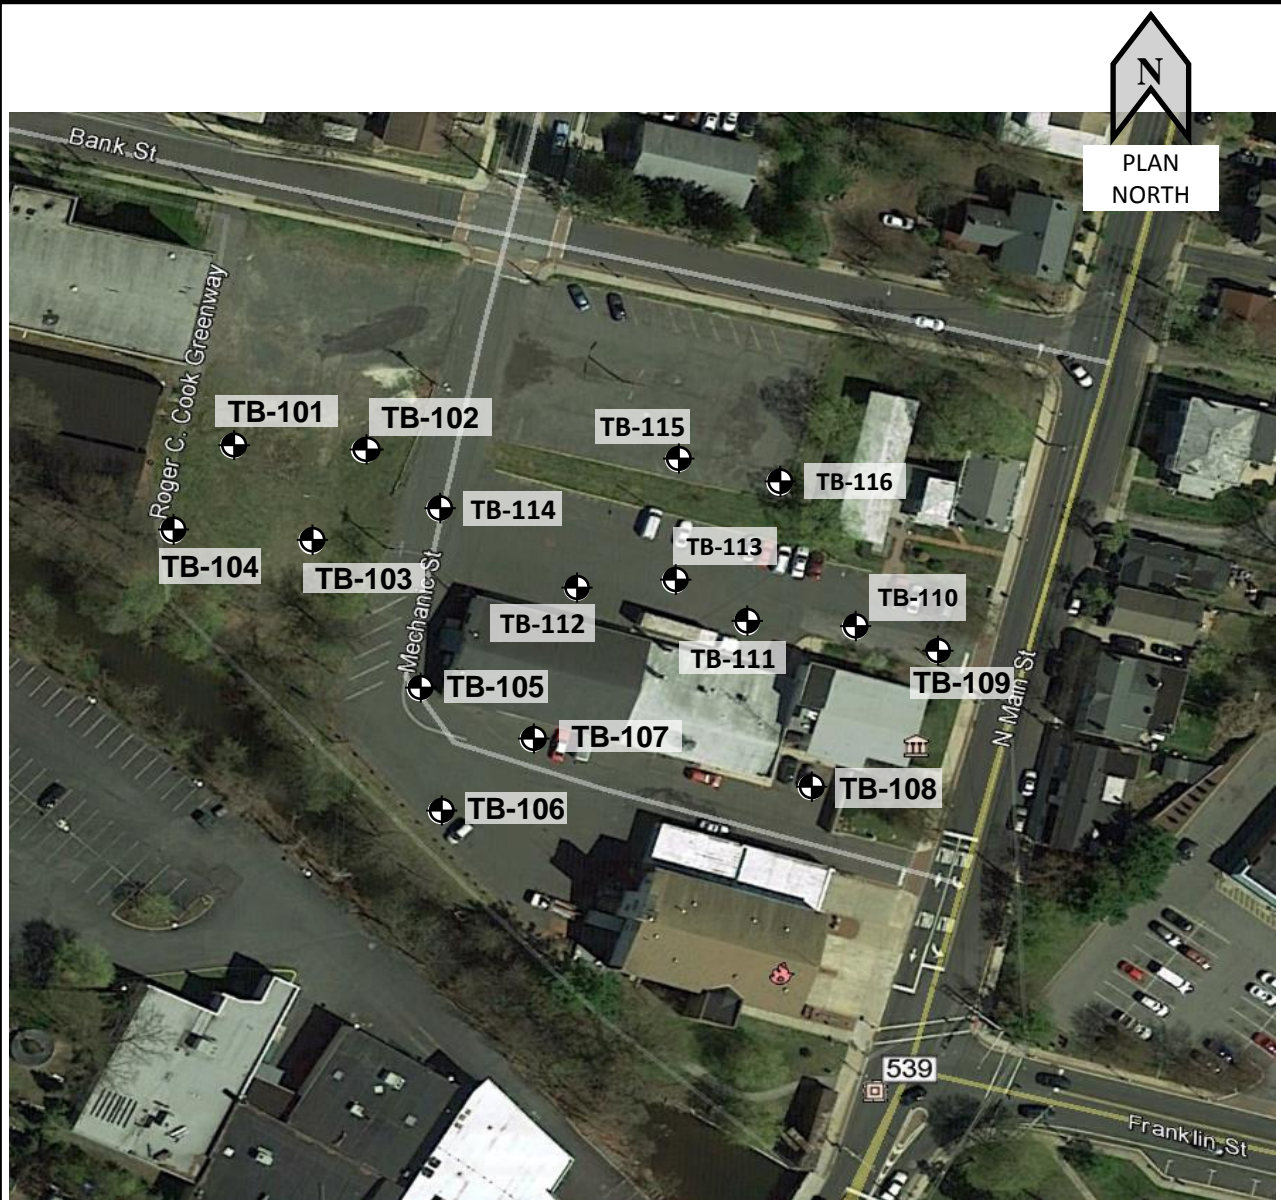 N
PLAN
NORTH
Bank St
Roger C. Cook Greenway
TB-101
TB-102
TB-115
TB-116
TB-114
TB-113
TB-104
TB-103
TB-110
Mechanic St
TB-112
TB-111
TB-109
TB-105
N Main St
TB-107
TB-108
TB-106
539
Franklin St